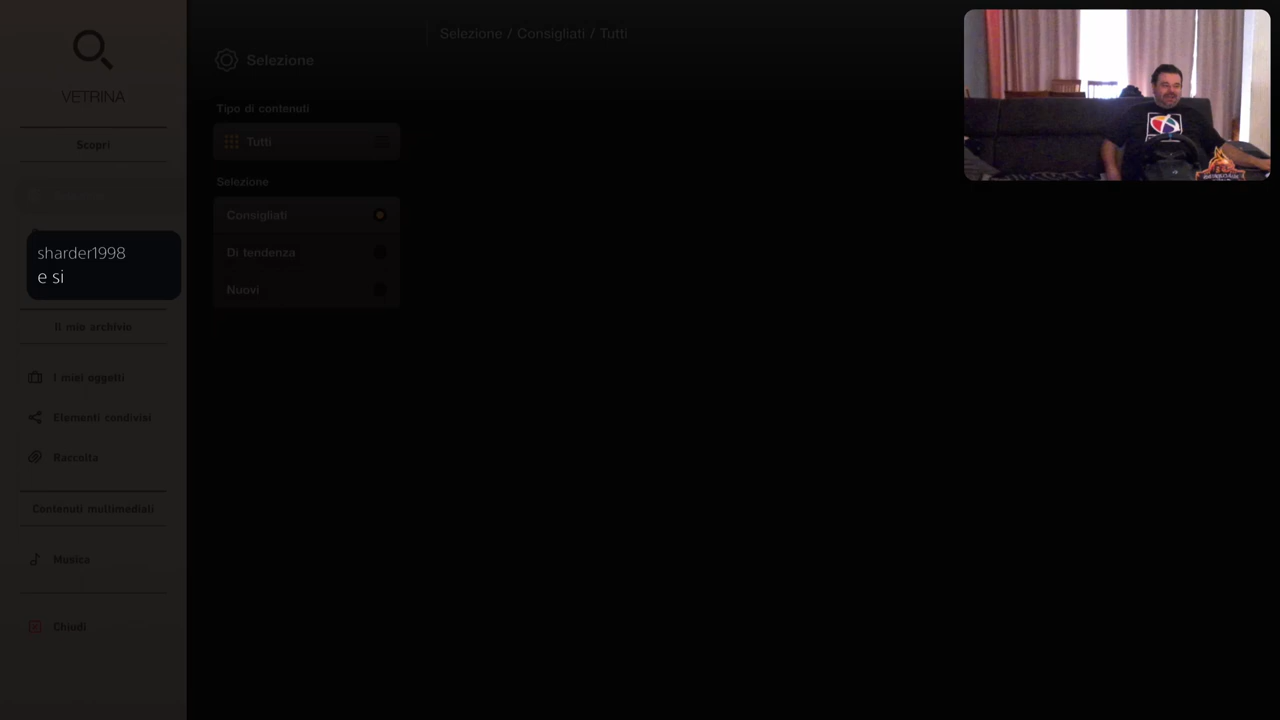 VETRINA
Scopri
sharder1998
e si
Il mio archivio
I miei oggetti
Elementi condivisi
Raccolta
Contenuti multimediali
Musica
Chiudi
Selezione / Consigliati / Tutti
Selezione
Tipo di contenuti
Tutti
Selezione
Consigliati
Di tendenza
Nuovi